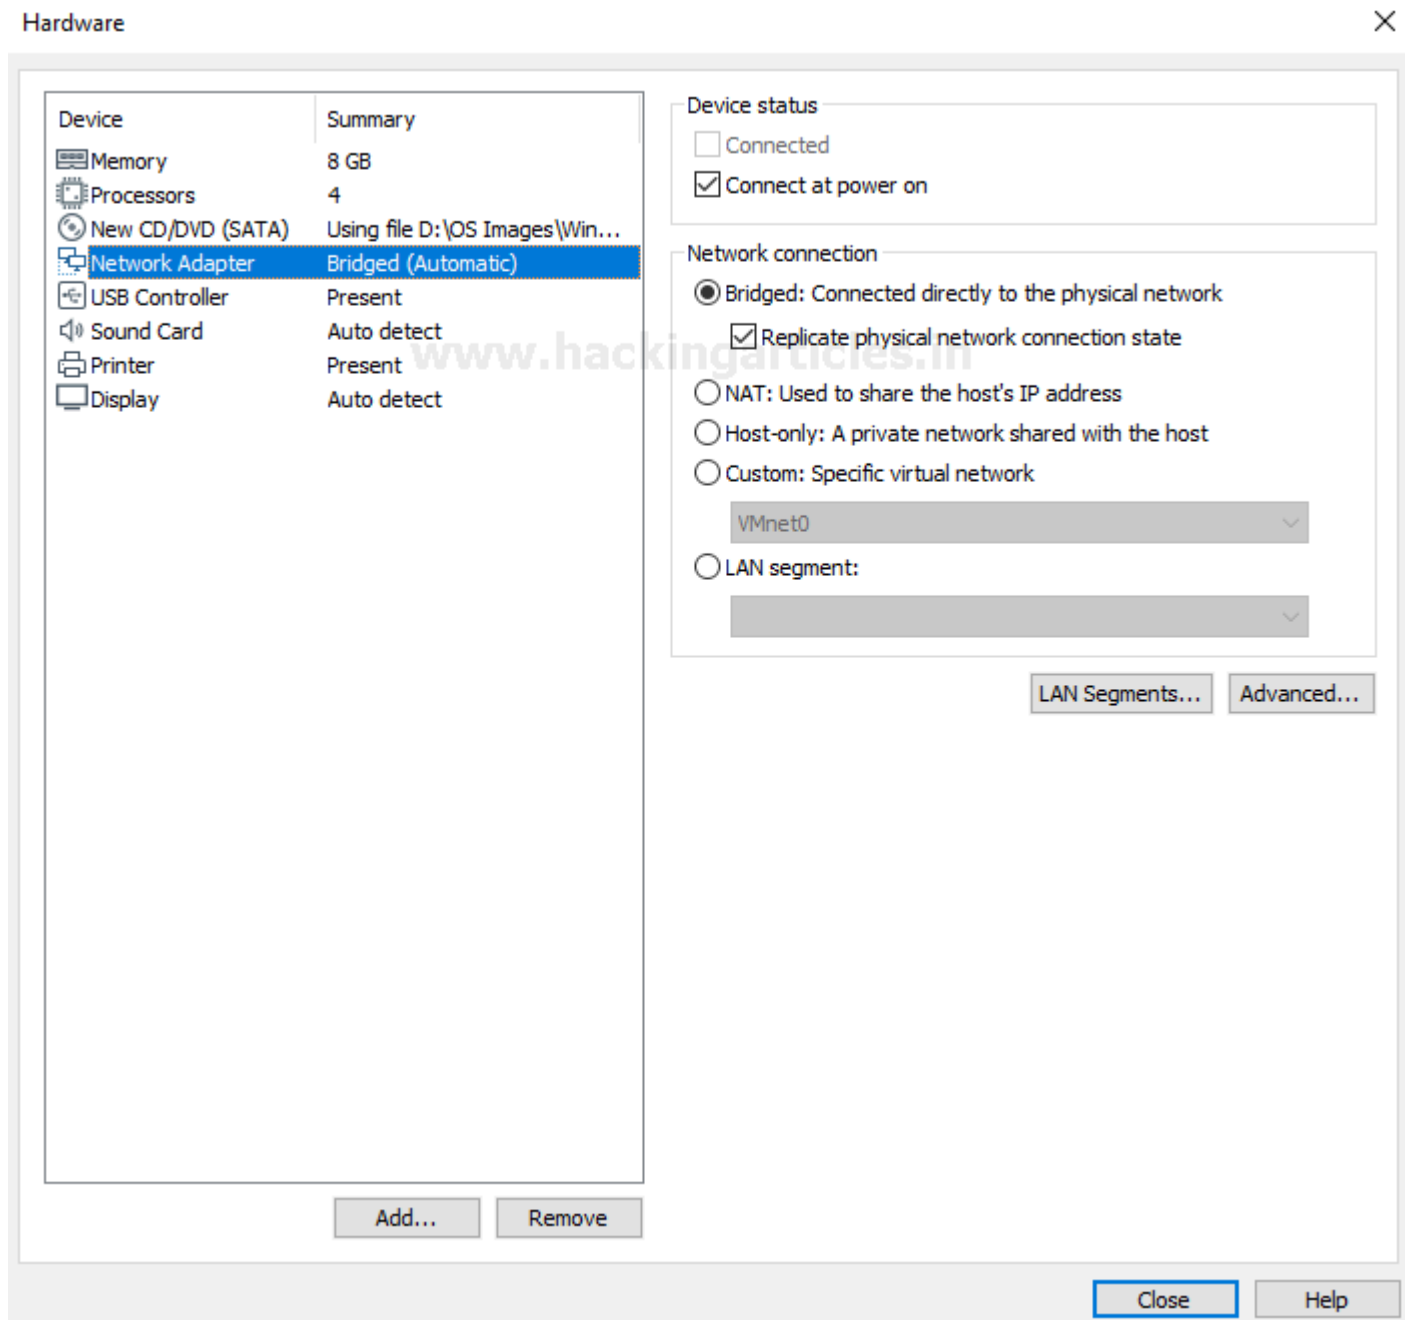 Hardware
Device Summary
Memory 8 GB
Processors 4
New CD/DVD (SATA) Using file D:\OS Images\Win...
Network Adapter Bridged (Automatic)
USB Controller Present
Sound Card Auto detect
Printer Present
Display Auto detect
Add...
Remove
Device status
Connected
Connect at power on
Network connection
Bridged: Connected directly to the physical network
Replicate physical network connection state
www.hackingarticles.in
NAT: Used to share the host's IP address
Host-only: A private network shared with the host
Custom: Specific virtual network
VMnet0
LAN segment:
LAN Segments...
Advanced...
Close
Help